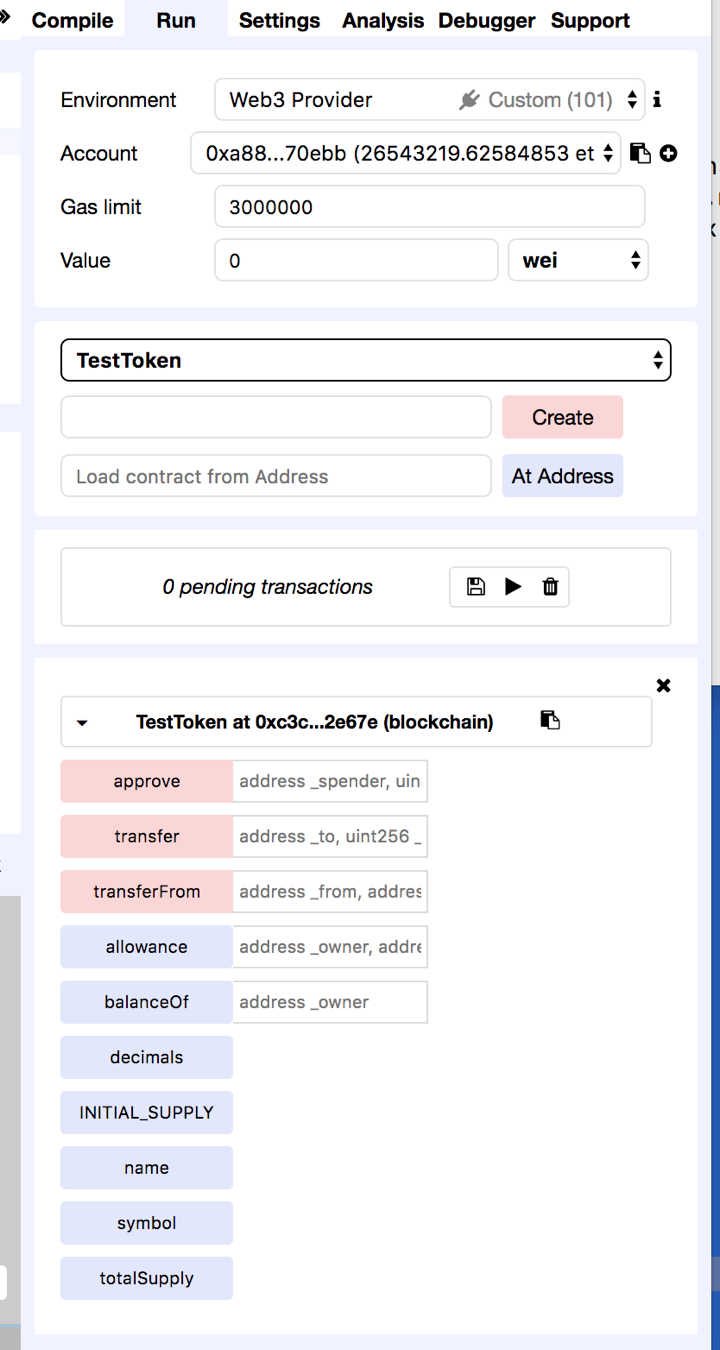 Compile Run Settings Analysis Debugger Support
Environment Web3 Provider Custom (101)
Account 0xa88...70ebb (26543219.62584853 et
Gas limit 3000000
Value 0 wei
TestToken
Create
Load contract from Address At Address
0 pending transactions
TestToken at 0xc3c...2e67e (blockchain)
approve address _spender, uin
transfer address _to, uint256 _
transferFrom address _from, addres
allowance address _owner, addre
balanceOf address _owner
decimals
INITIAL_SUPPLY
name
symbol
totalSupply